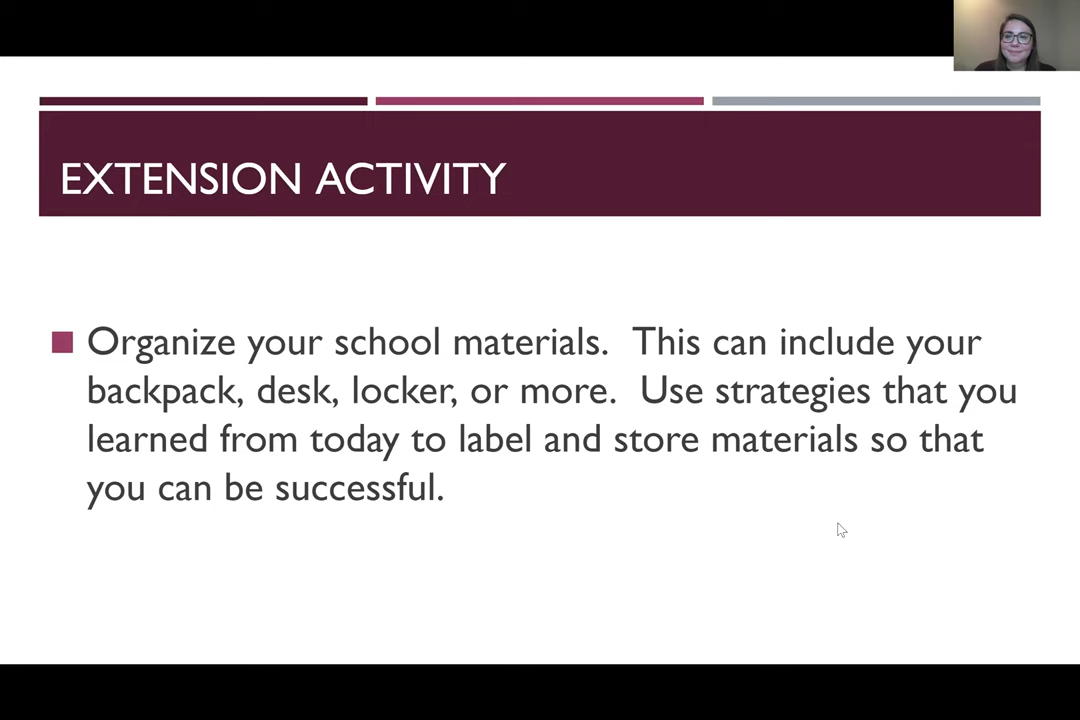 EXTENSION ACTIVITY
Organize your school materials.  This can include your
backpack, desk, locker, or more.  Use strategies that you
learned from today to label and store materials so that
you can be successful.